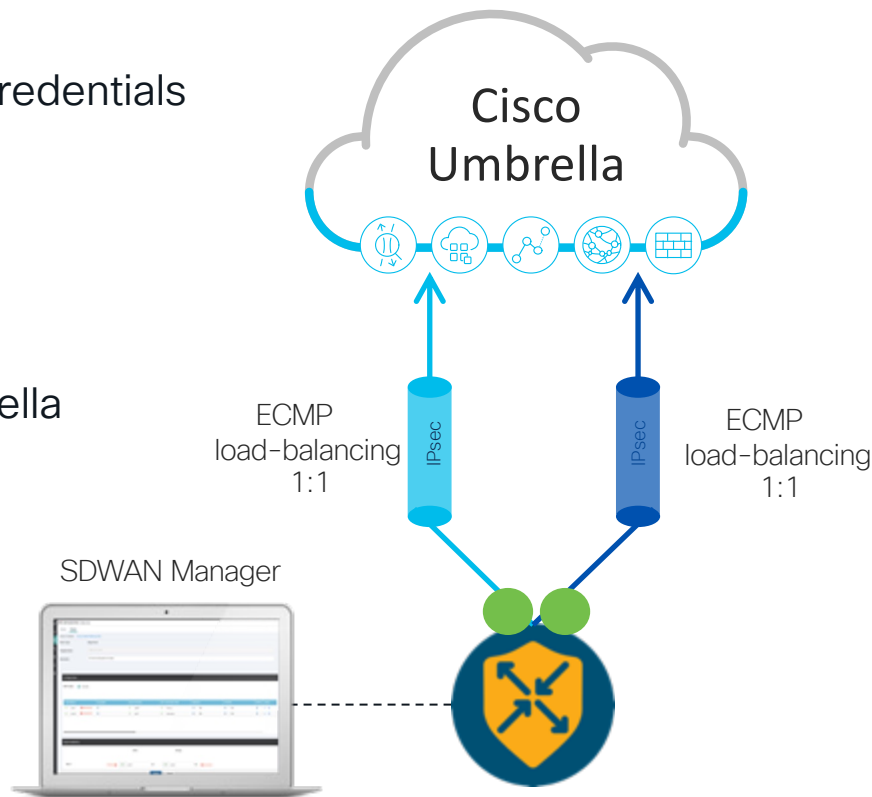 redentials
Cisco
Umbrella
ella
ECMP
load-balancing
1:1
IPsec
IPsec
ECMP
load-balancing
1:1
SDWAN Manager